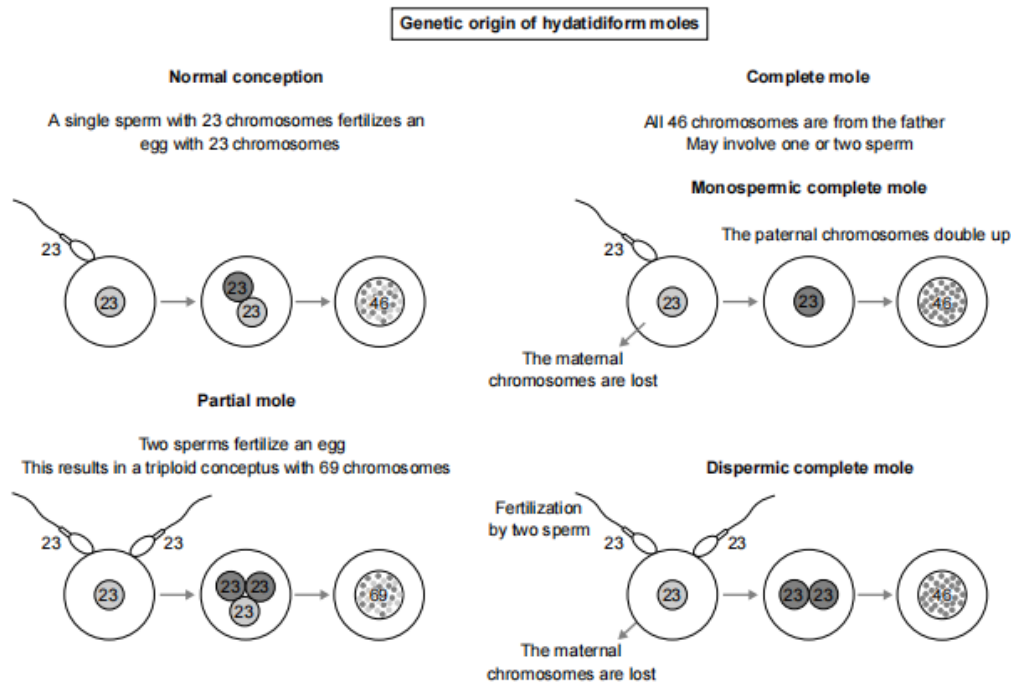 Genetic origin of hydatidiform moles
Normal conception
A single sperm with 23 chromosomes fertilizes an
egg with 23 chromosomes
23
23
23
23
46
Partial mole
Two sperms fertilize an egg
This results in a triploid conceptus with 69 chromosomes
23
23
23
23 23
23
69
Complete mole
All 46 chromosomes are from the father
May involve one or two sperm
Monospermic complete mole
The paternal chromosomes double up
23
23
23
46
The maternal
chromosomes are lost
Dispermic complete mole
Fertilization
by two sperm
23
23
23
23 23
46
The maternal
chromosomes are lost